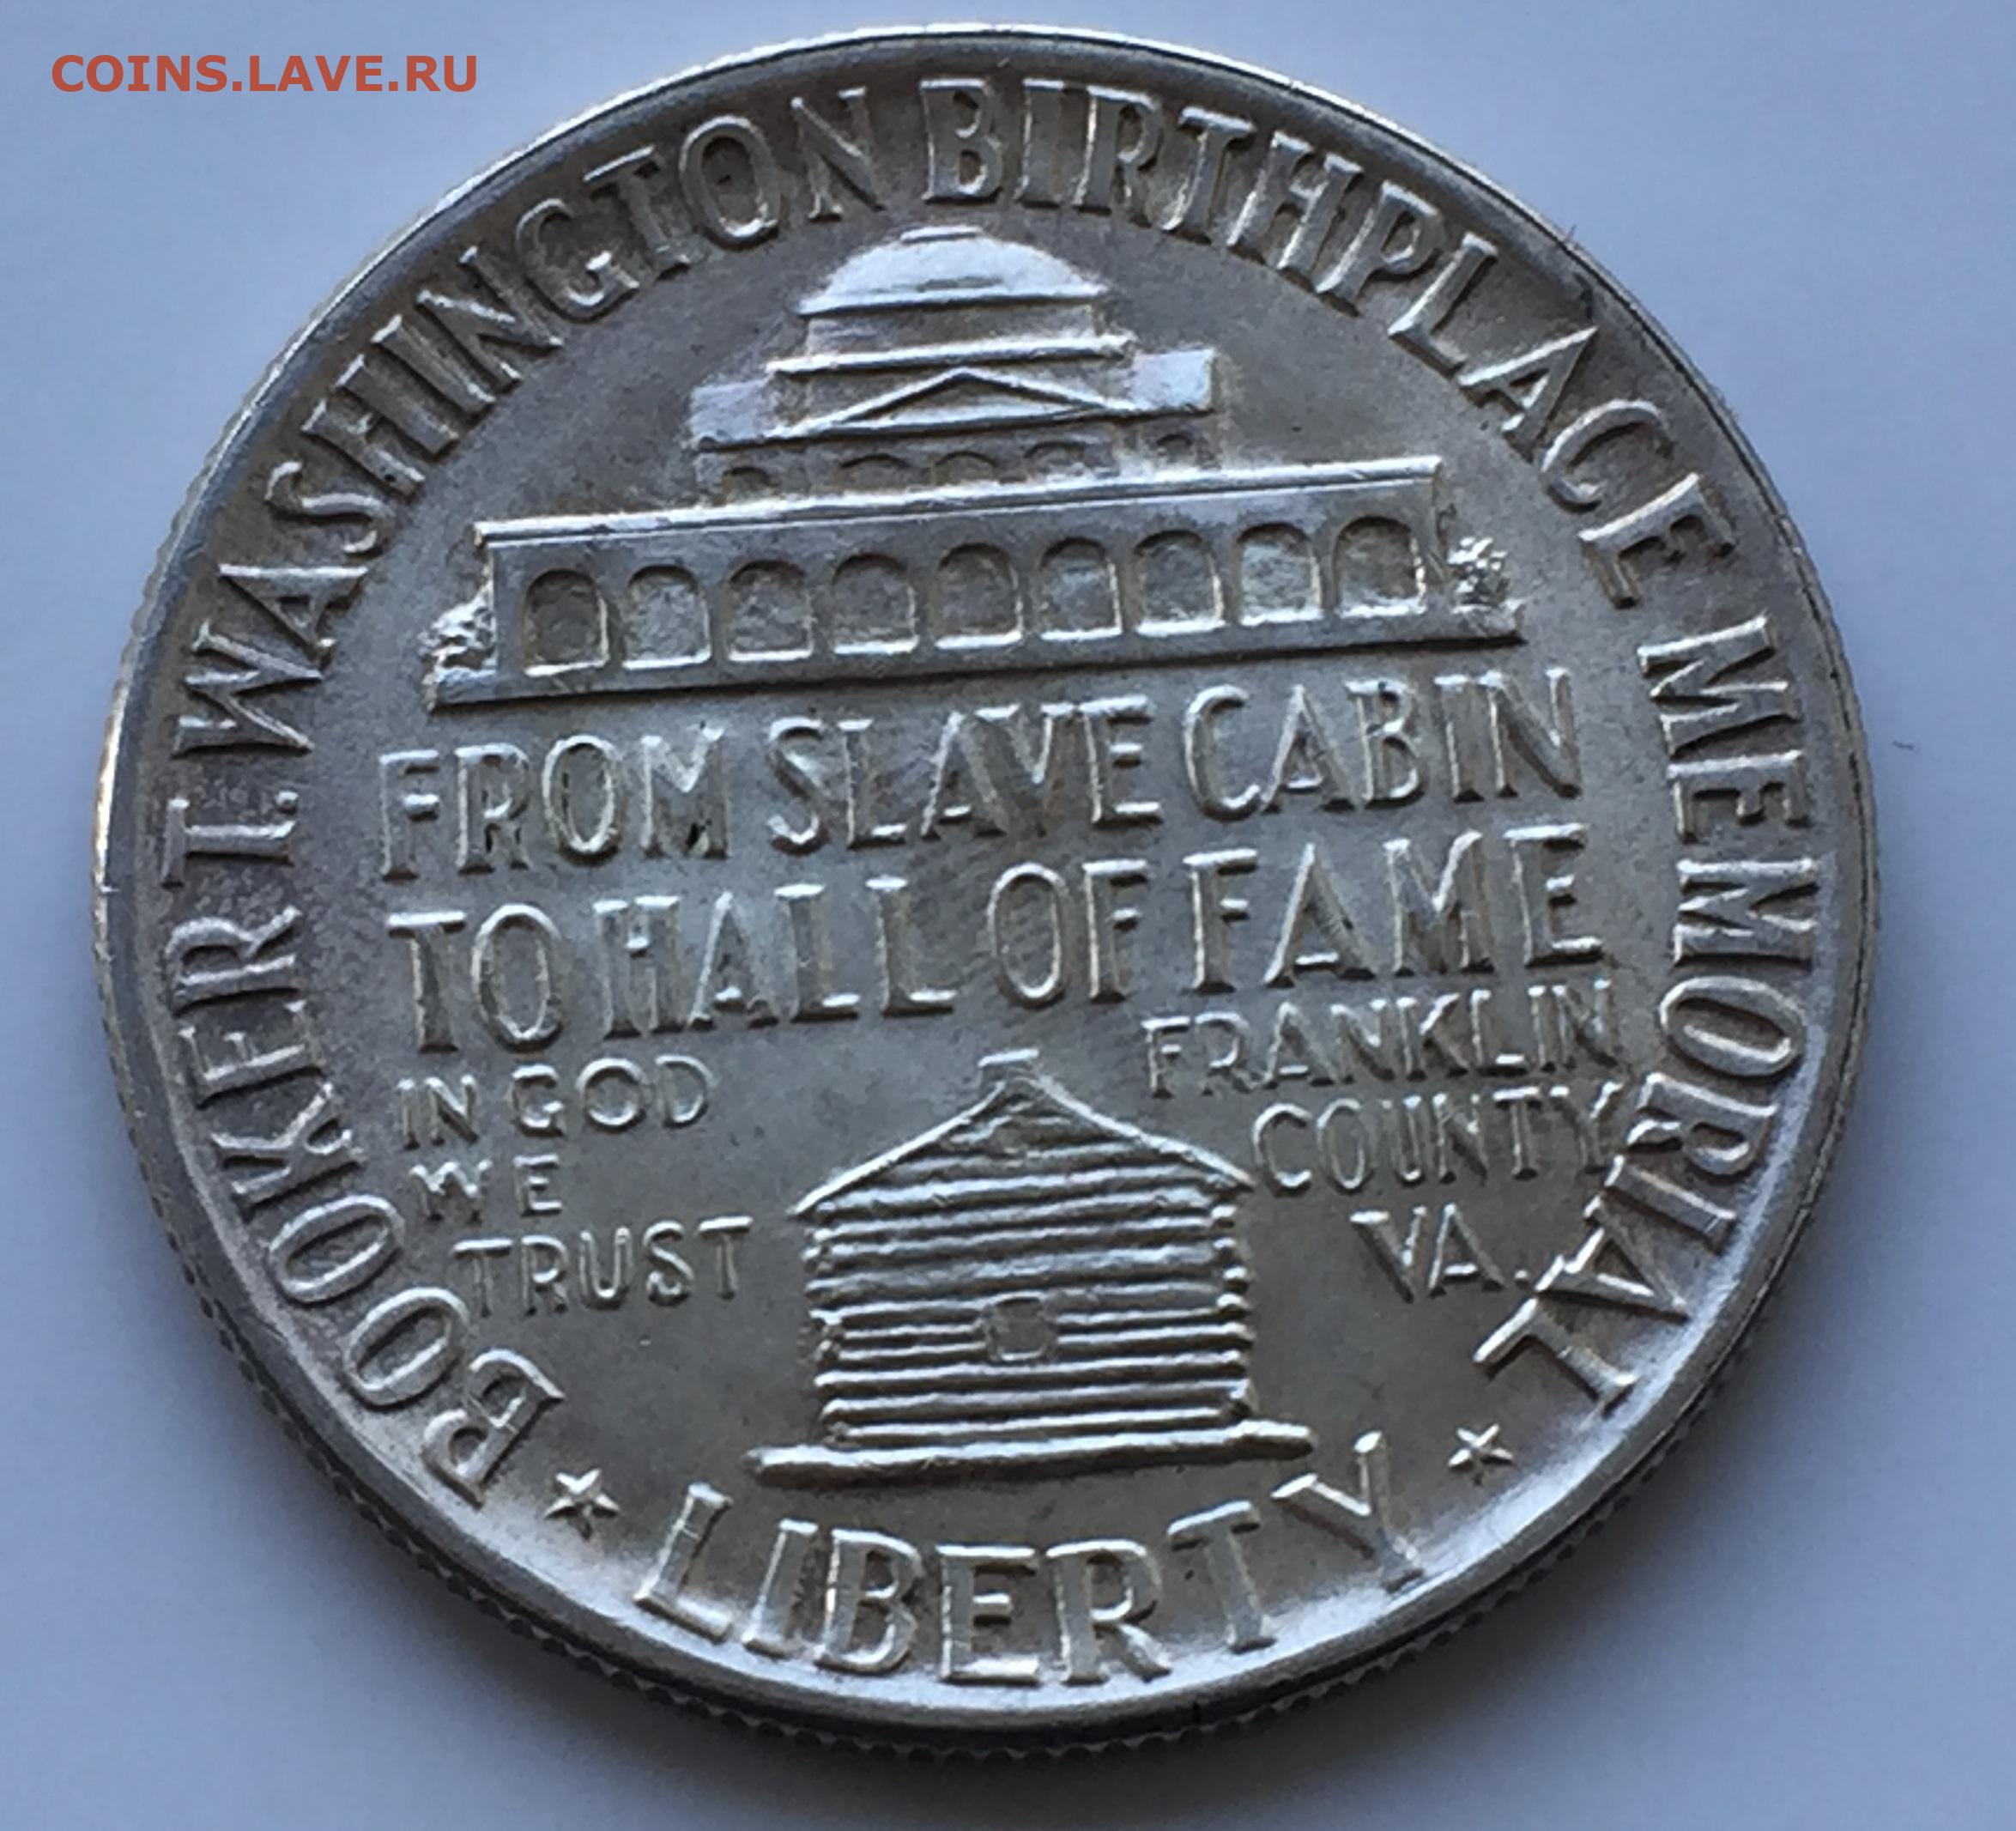 COINS.LAVE.RU
BOOKER T. WASHINGTON BIRTHPLACE MEMORIAL
FROM SLAVE CABIN
TO HALL OF FAME
IN GOD
WE
TRUST
FRANKLIN
COUNTY
VA.
LIBERTY